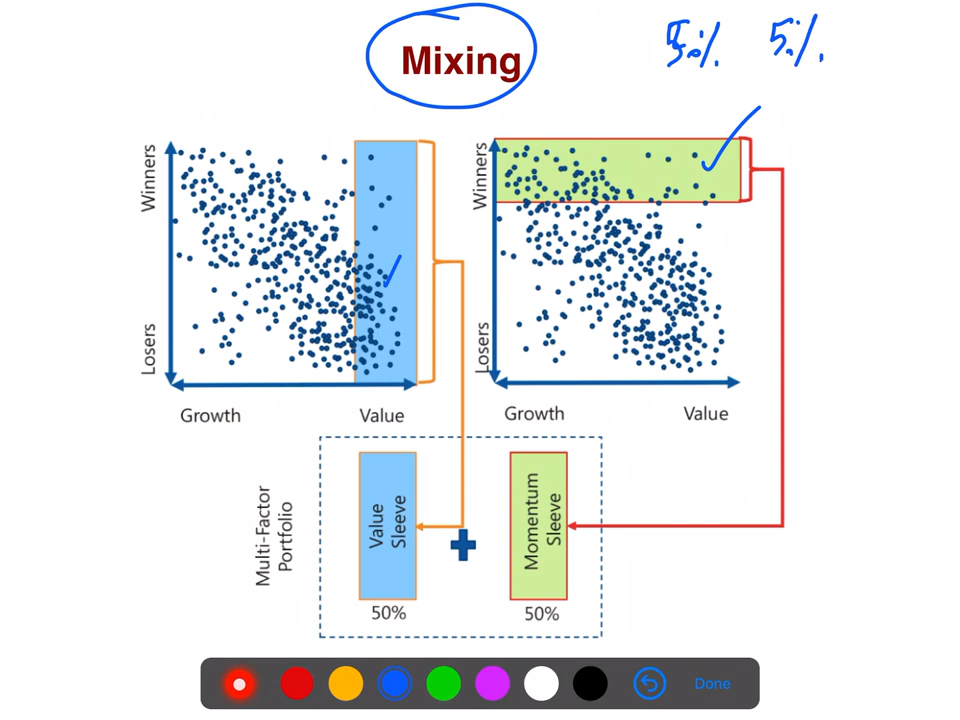 Mixing
5%
Winners
Losers
Growth
Value
Winners
Losers
Growth
Value
Multi-Factor
Portfolio
Value
Sleeve
Momentum
Sleeve
50%
50%
Done